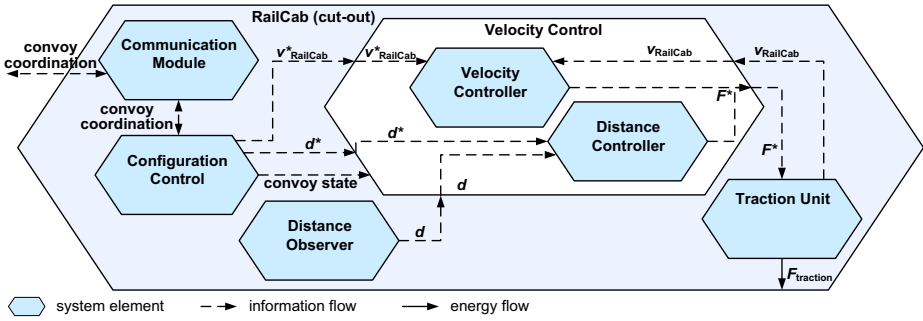 RailCab (cut-out)
Velocity Control
convoy
coordination
Communication
Module
v*RailCab
v*RailCab
vRailCab
vRailCab
Velocity
Controller
F*
convoy
coordination
Configuration
Control
d*
d*
Distance
Controller
F*
convoy state
d
Distance
Observer
d
Traction Unit
Ftraction
system element
information flow
energy flow